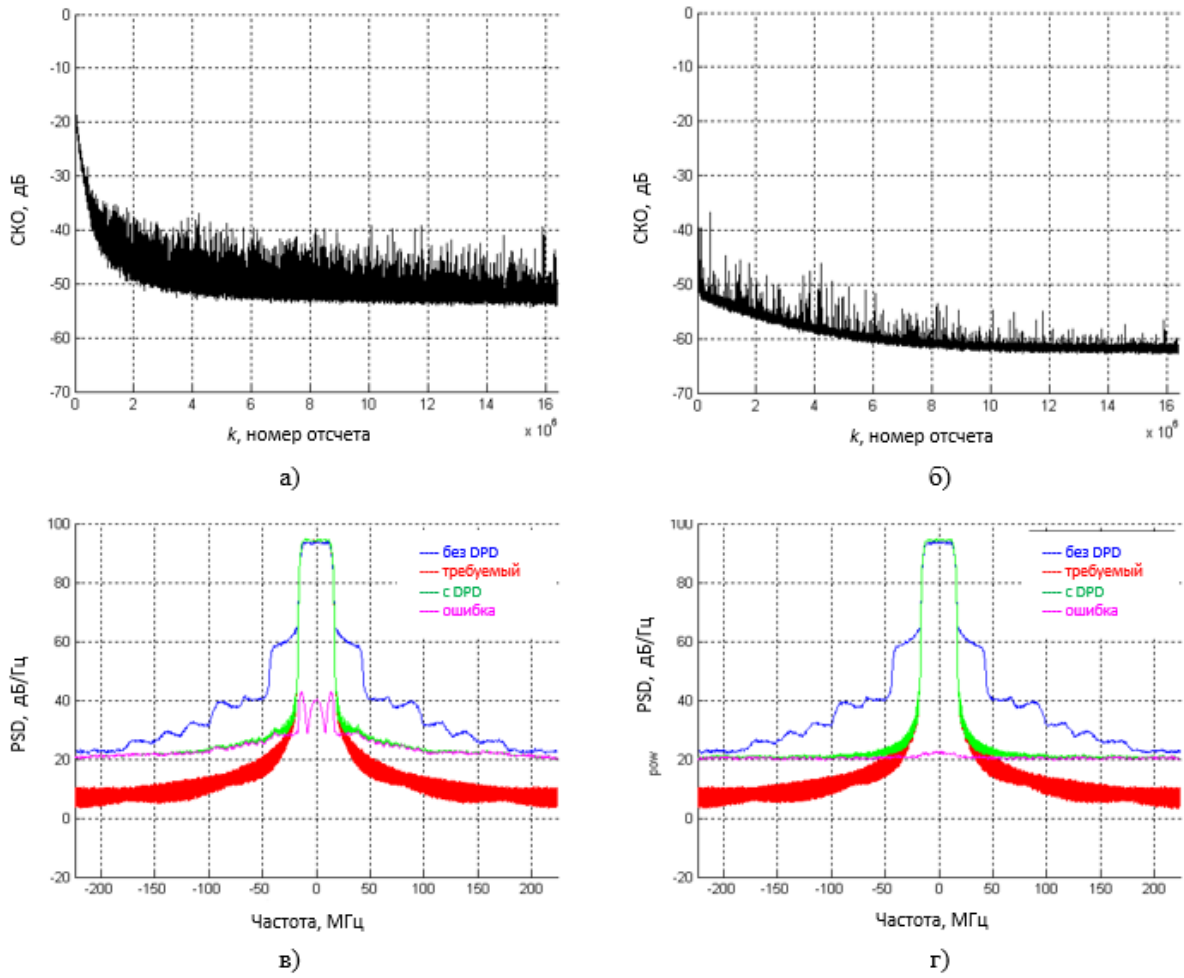 0
-10
-20
-30
-40
-50
-60
-70
СКО, дБ
0 2 4 6 8 10 12 14 16
x 10⁶
k, номер отсчета
а)
0
-10
-20
-30
-40
-50
-60
-70
СКО, дБ
0 2 4 6 8 10 12 14 16
x 10⁶
k, номер отсчета
б)
100
80
60
40
20
0
-20
PSD, дБ/Гц
без DPD
требуемый
с DPD
ошибка
-200 -150 -100 -50 0 50 100 150 200
Частота, МГц
в)
100
80
60
40
20
0
-20
PSD, дБ/Гц
pow
без DPD
требуемый
с DPD
ошибка
-200 -150 -100 -50 0 50 100 150 200
Частота, МГц
г)